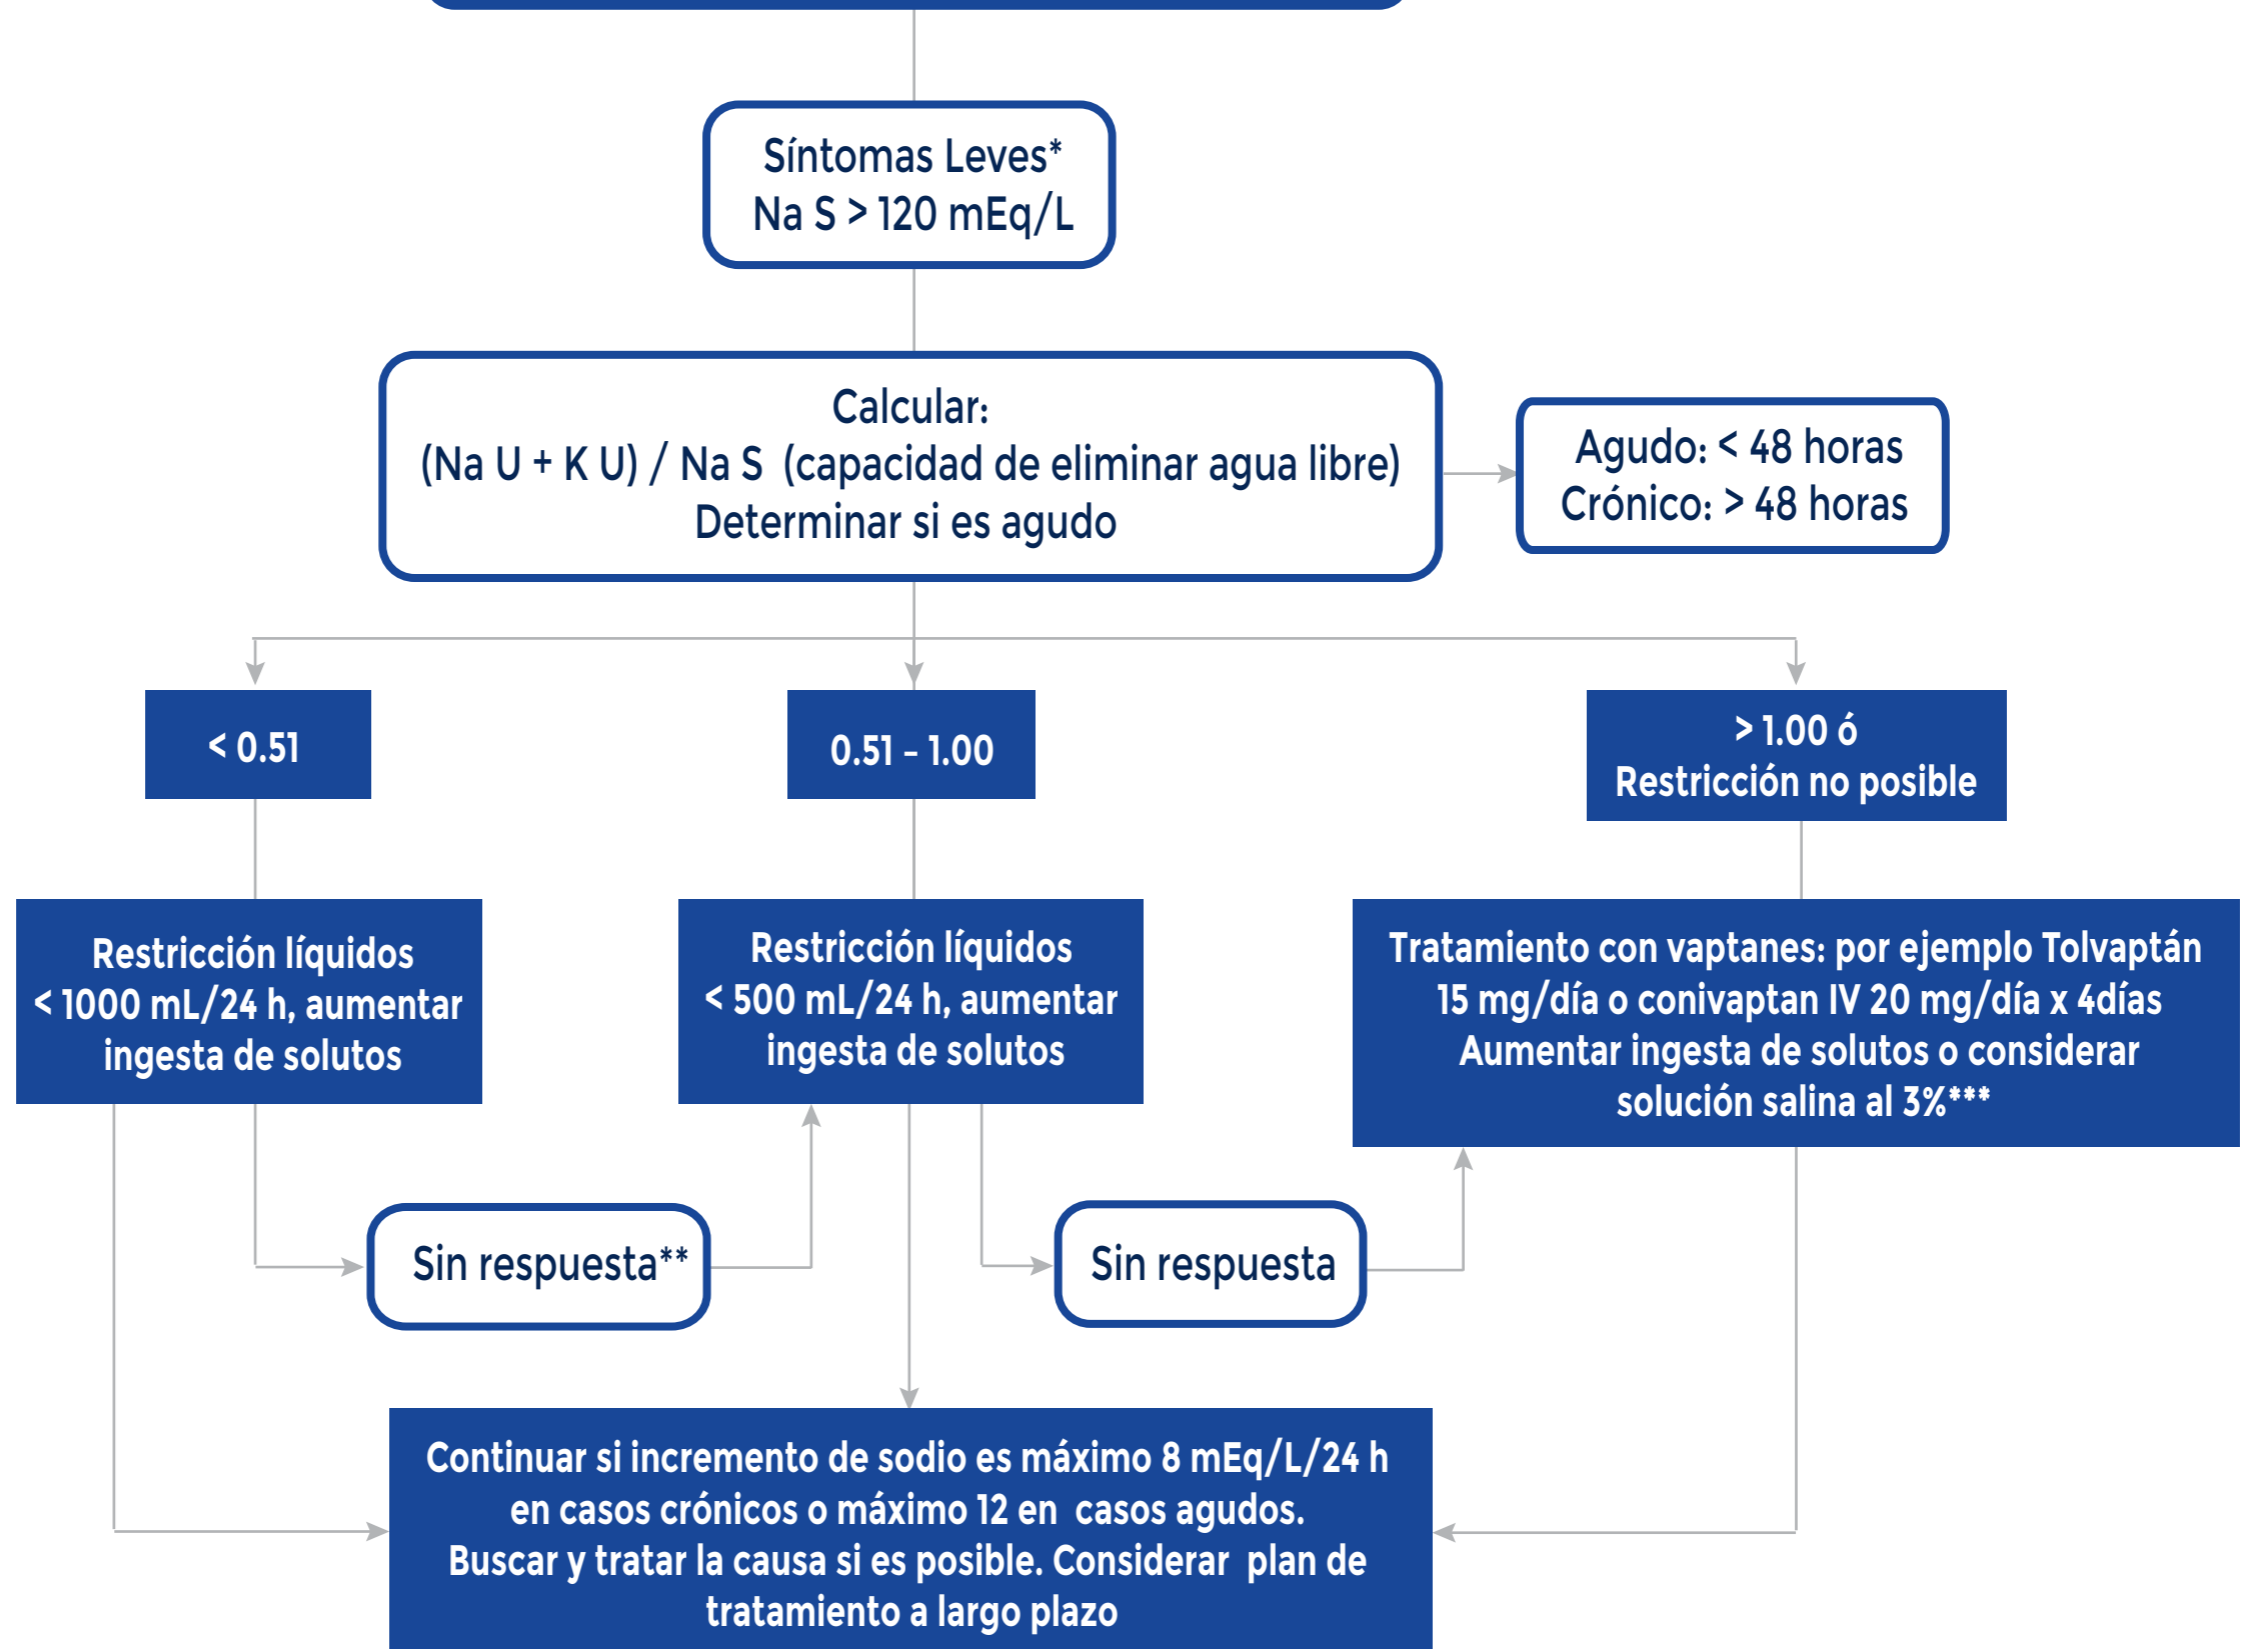 Síntomas Leves*
Na S > 120 mEq/L
Calcular:
(Na U + K U) / Na S (capacidad de eliminar agua libre)
Determinar si es agudo
Agudo: < 48 horas
Crónico: > 48 horas
< 0.51
0.51 – 1.00
> 1.00 ó
Restricción no posible
Restricción líquidos
< 1000 mL/24 h, aumentar
ingesta de solutos
Restricción líquidos
< 500 mL/24 h, aumentar
ingesta de solutos
Tratamiento con vaptanes: por ejemplo Tolvaptán
15 mg/día o conivaptan IV 20 mg/día x 4días
Aumentar ingesta de solutos o considerar
solución salina al 3%***
Sin respuesta**
Sin respuesta
Continuar si incremento de sodio es máximo 8 mEq/L/24 h
en casos crónicos o máximo 12 en casos agudos.
Buscar y tratar la causa si es posible. Considerar plan de
tratamiento a largo plazo